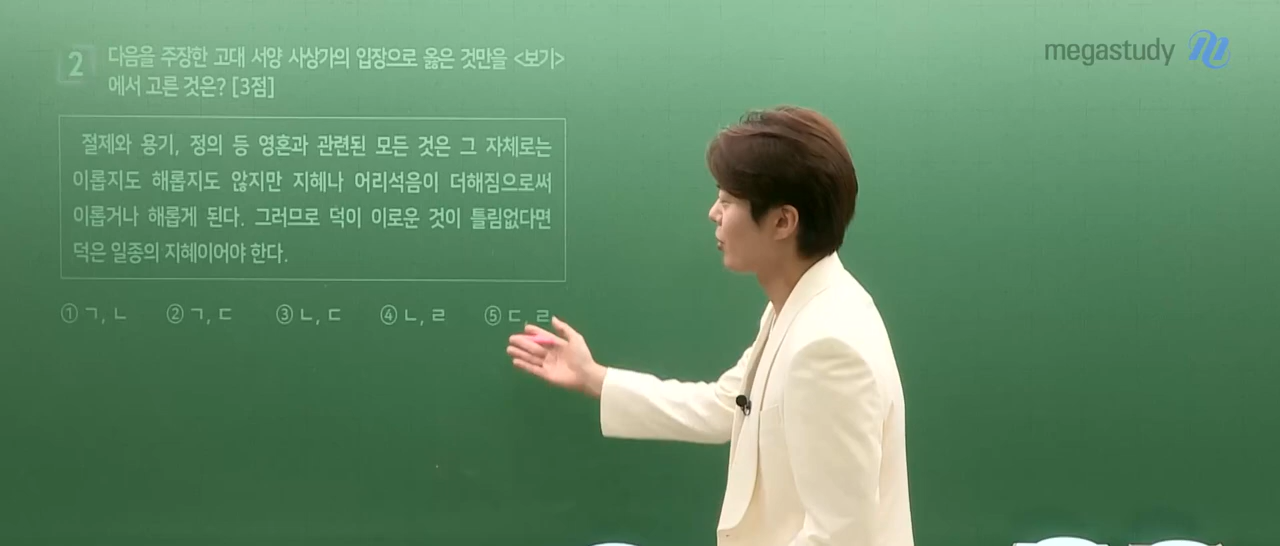 megastudy
2 다음을 주장한 고대 서양 사상가의 입장으로 옳은 것만을 <보기>
에서 고른 것은? [3점]
절제와 용기, 정의 등 영혼과 관련된 모든 것은 그 자체로는
이롭지도 해롭지도 않지만 지혜나 어리석음이 더해짐으로써
이롭거나 해롭게 된다. 그러므로 덕이 이로운 것이 틀림없다면
덕은 일종의 지혜이어야 한다.
① ㄱ, ㄴ ② ㄱ, ㄷ ③ ㄴ, ㄷ ④ ㄴ, ㄹ ⑤ ㄷ, ㄹ